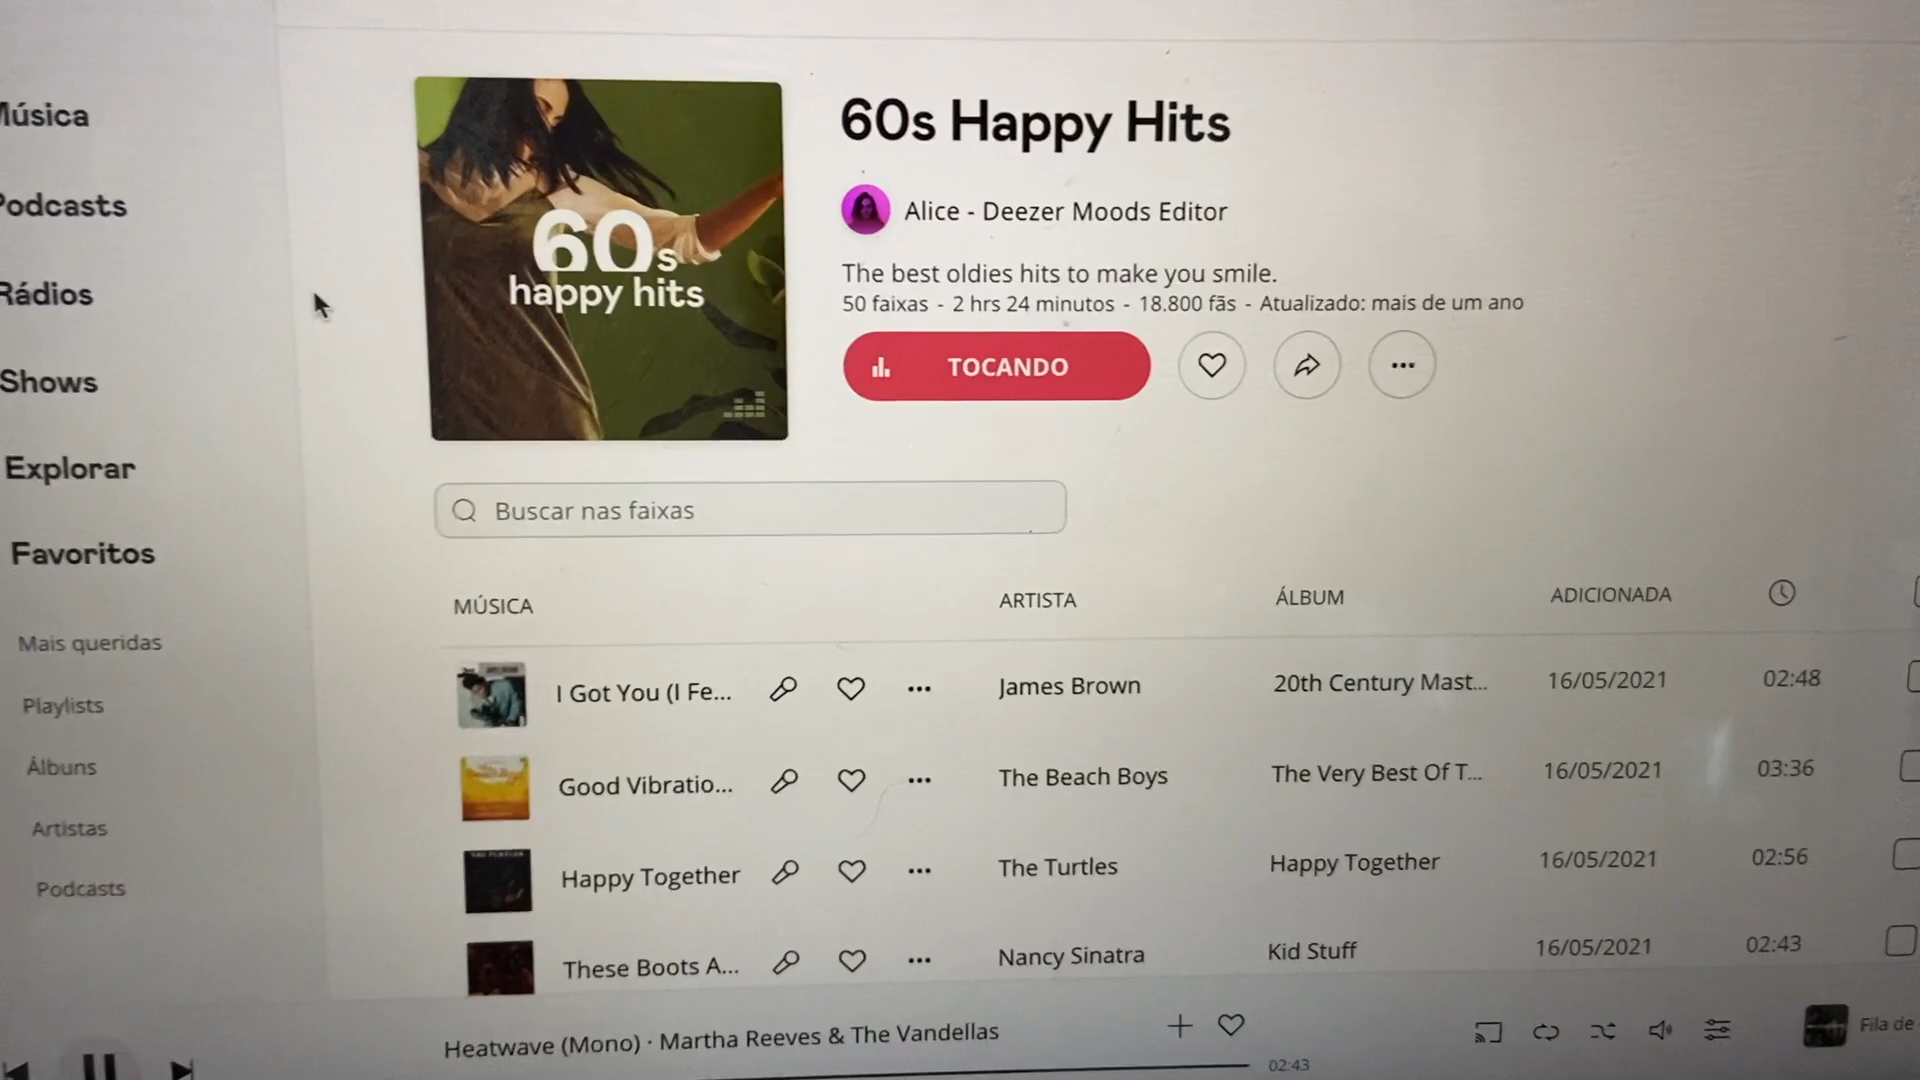 60s Happy Hits
Alice - Deezer Moods Editor
The best oldies hits to make you smile.
50 faixas - 2 hrs 24 minutos - 18.800 fãs - Atualizado: mais de um ano
TOCANDO
60s
happy hits
Música
Podcasts
Rádios
Shows
Explorar
Favoritos
Mais queridas
Playlists
Álbuns
Artistas
Podcasts
Buscar nas faixas
MÚSICA ARTISTA ÁLBUM ADICIONADA
I Got You (I Fe... James Brown 20th Century Mast... 16/05/2021 02:48
Good Vibratio... The Beach Boys The Very Best Of T... 16/05/2021 03:36
Happy Together The Turtles Happy Together 16/05/2021 02:56
These Boots A... Nancy Sinatra Kid Stuff 16/05/2021 02:43
Heatwave (Mono) · Martha Reeves & The Vandellas
02:43
Fila de